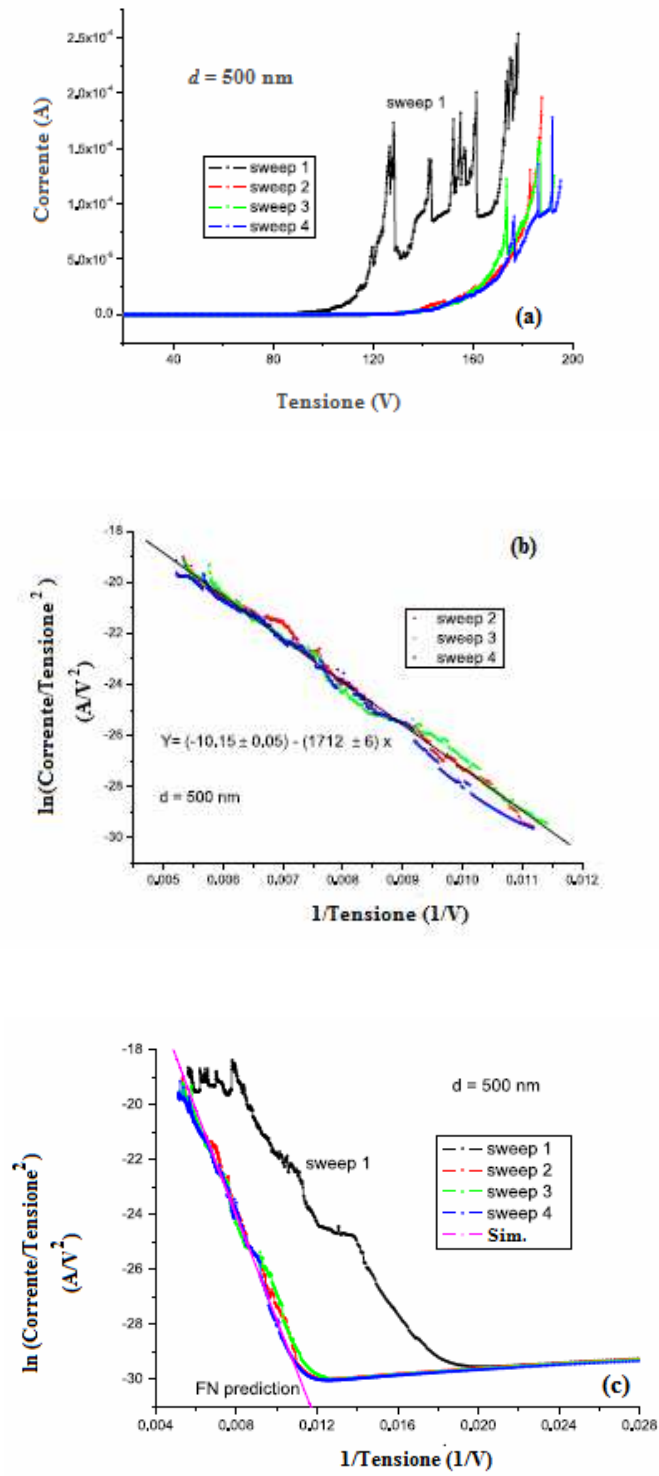 2.5x10⁻⁴
2.0x10⁻⁴
1.5x10⁻⁴
1.0x10⁻⁴
5.0x10⁻⁵
0.0
Corrente (A)
d = 500 nm
sweep 1
sweep 1
sweep 2
sweep 3
sweep 4
(a)
40 80 120 160 200
Tensione (V)
-18
-20
-22
-24
-26
-28
-30
ln(Corrente/Tensione²)
(A/V²)
(b)
sweep 2
sweep 3
sweep 4
Y= (-10.15 ± 0.05) - (1712 ± 6) x
d = 500 nm
0.005 0.006 0.007 0.008 0.009 0.010 0.011 0.012
1/Tensione (1/V)
-18
-20
-22
-24
-26
-28
-30
ln (Corrente/Tensione²)
(A/V²)
d = 500 nm
sweep 1
sweep 1
sweep 2
sweep 3
sweep 4
Sim.
FN prediction
(c)
0.004 0.008 0.012 0.016 0.020 0.024 0.028
1/Tensione (1/V)